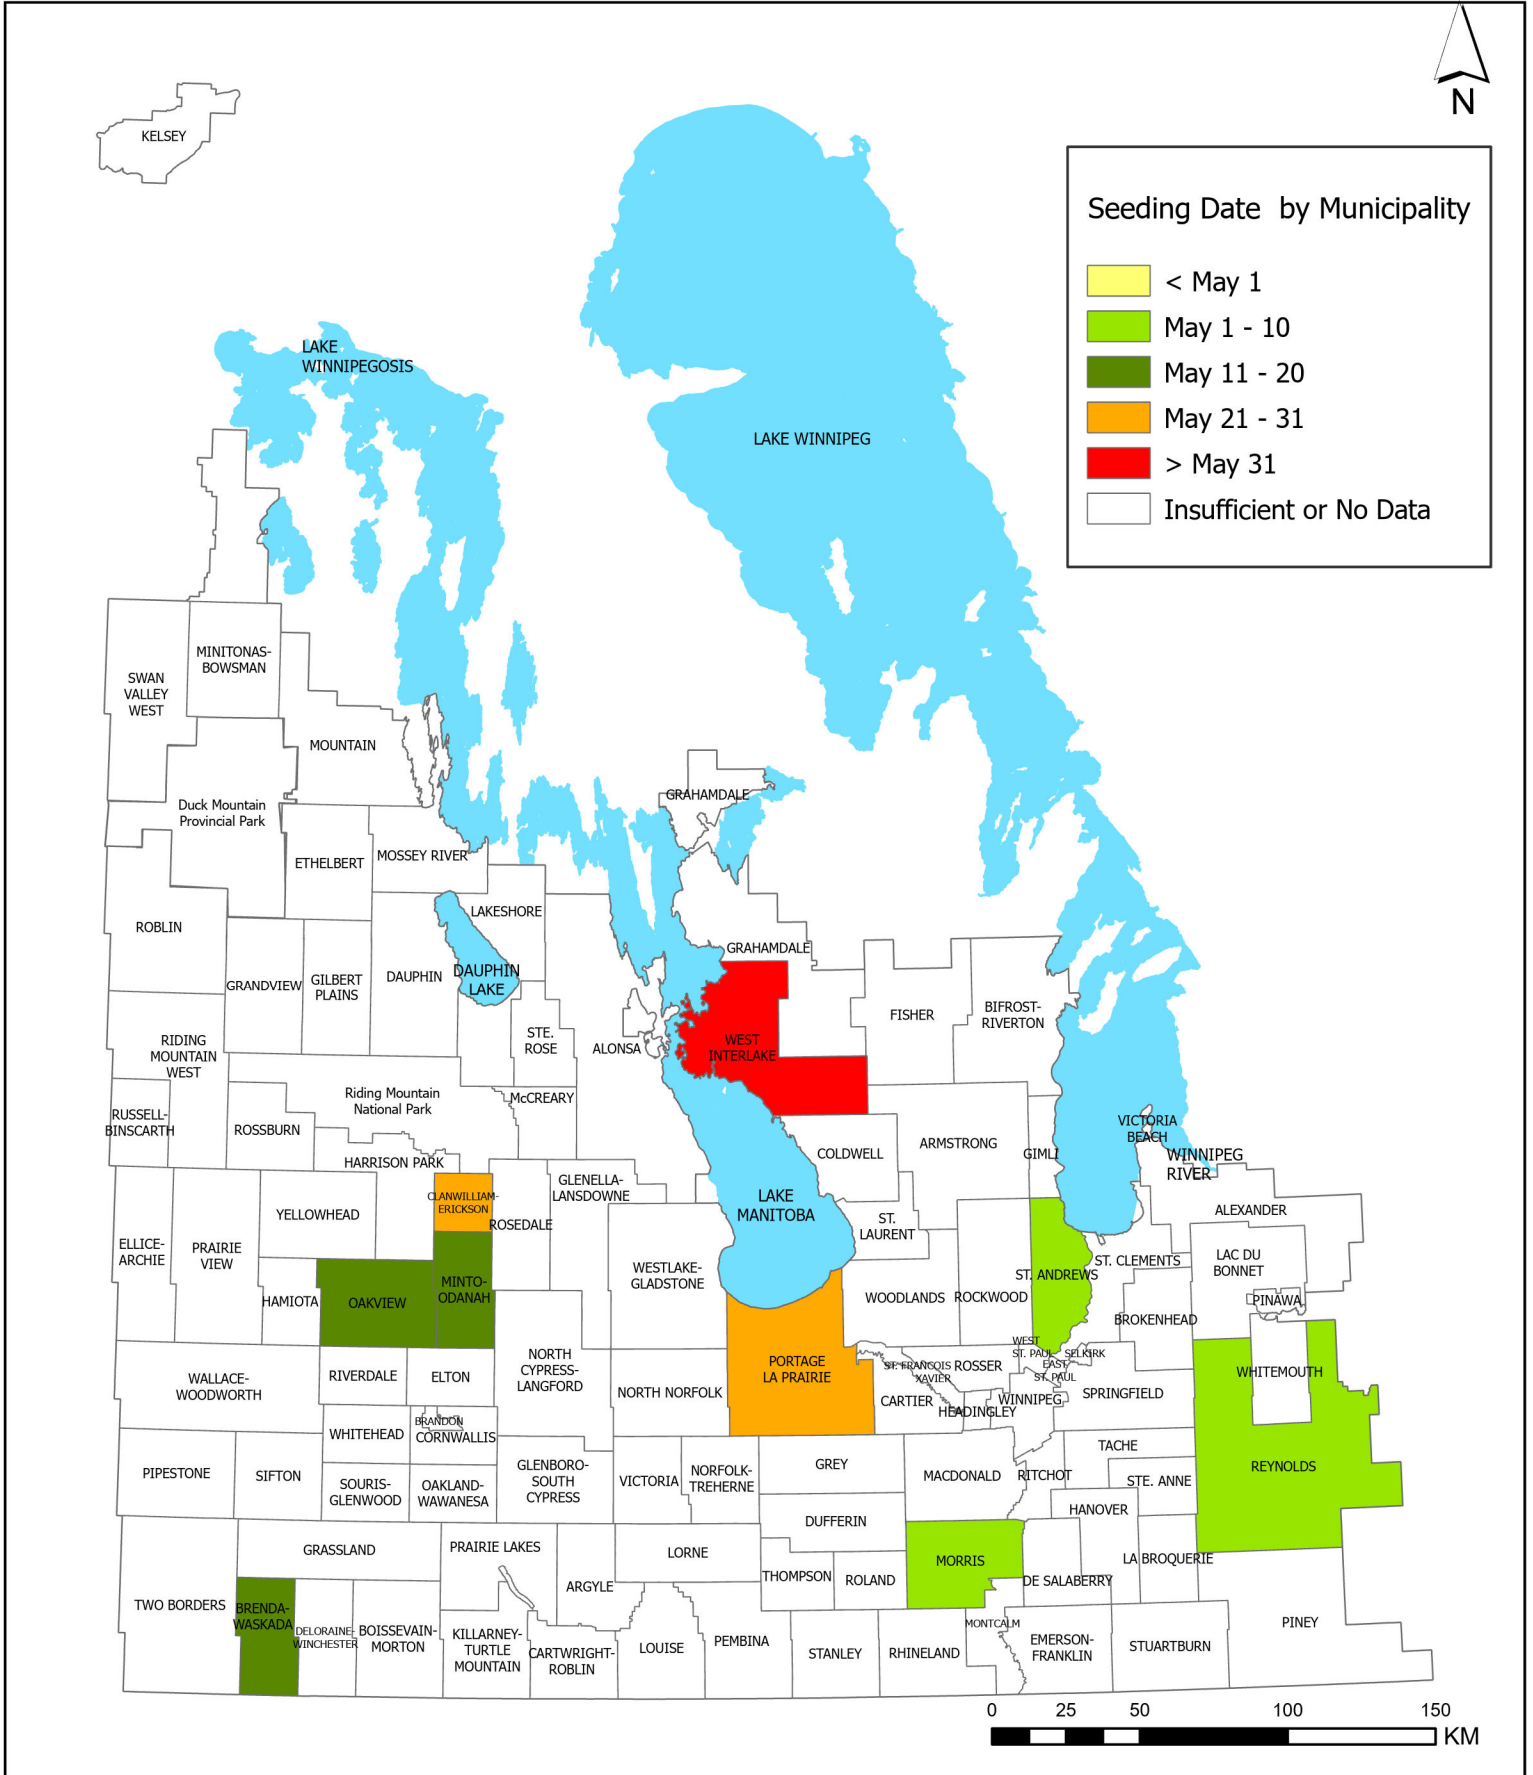 N
KELSEY
Seeding Date by Municipality
< May 1
May 1 - 10
May 11 - 20
May 21 - 31
> May 31
Insufficient or No Data
LAKE
WINNIPEGOSIS
LAKE WINNIPEG
MINITONAS-
BOWSMAN
SWAN
VALLEY
WEST
MOUNTAIN
Duck Mountain
Provincial Park
GRAHAMDALE
ETHELBERT
MOSSEY RIVER
LAKESHORE
ROBLIN
GRAHAMDALE
GRANDVIEW
GILBERT
PLAINS
DAUPHIN
DAUPHIN
LAKE
FISHER
BIFROST-
RIVERTON
RIDING
MOUNTAIN
WEST
STE.
ROSE
ALONSA
WEST
INTERLAKE
Riding Mountain
National Park
McCREARY
RUSSELL-
BINSCARTH
ROSSBURN
VICTORIA
BEACH
ARMSTRONG
COLDWELL
GIMLI
WINNIPEG
RIVER
HARRISON PARK
CLANWILLIAM-
ERICKSON
GLENELLA-
LANSDOWNE
LAKE
MANITOBA
YELLOWHEAD
ROSEDALE
ST.
LAURENT
ALEXANDER
ELLICE-
ARCHIE
PRAIRIE
VIEW
WESTLAKE-
GLADSTONE
ST. ANDREWS
ST. CLEMENTS
LAC DU
BONNET
HAMIOTA
OAKVIEW
MINTO-
ODANAH
WOODLANDS
ROCKWOOD
PINAWA
BROKENHEAD
WALLACE-
WOODWORTH
RIVERDALE
ELTON
NORTH
CYPRESS-
LANGFORD
NORTH NORFOLK
PORTAGE
LA PRAIRIE
ST. FRANCOIS
XAVIER
ROSSER
WEST
ST. PAUL
SELKIRK
EAST
ST. PAUL
WHITEMOUTH
CARTIER
HEADINGLEY
WINNIPEG
SPRINGFIELD
WHITEHEAD
BRANDON
CORNWALLIS
PIPESTONE
SIFTON
SOURIS-
GLENWOOD
OAKLAND-
WAWANESA
GLENBORO-
SOUTH
CYPRESS
VICTORIA
NORFOLK-
TREHERNE
GREY
MACDONALD
RITCHOT
TACHE
STE. ANNE
REYNOLDS
HANOVER
DUFFERIN
GRASSLAND
PRAIRIE LAKES
LORNE
ARGYLE
THOMPSON
ROLAND
MORRIS
DE SALABERRY
LA BROQUERIE
TWO BORDERS
BRENDA-
WASKADA
DELORAINE-
WINCHESTER
BOISSEVAIN-
MORTON
KILLARNEY-
TURTLE
MOUNTAIN
CARTWRIGHT-
ROBLIN
LOUISE
PEMBINA
STANLEY
RHINELAND
MONTCALM
EMERSON-
FRANKLIN
STUARTBURN
PINEY
0 25 50 100 150
KM